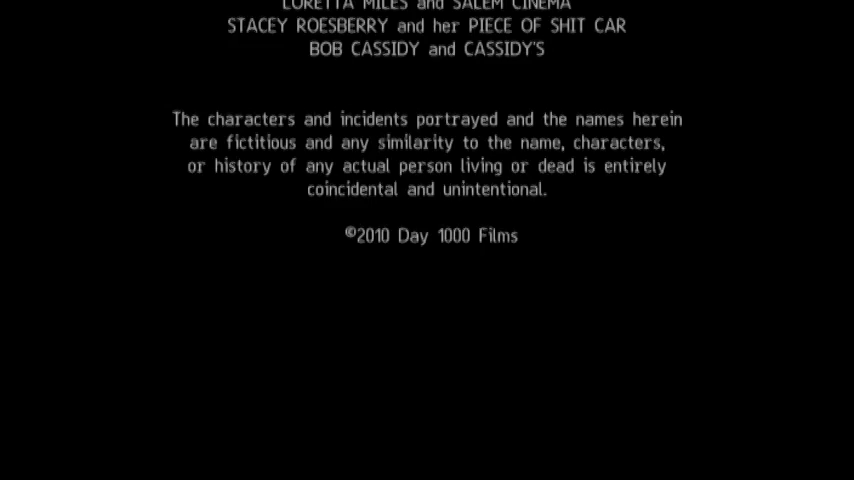 LORETTA MILES and SALEM CINEMA
STACEY ROESBERRY and her PIECE OF SHIT CAR
BOB CASSIDY and CASSIDY'S
The characters and incidents portrayed and the names herein
are fictitious and any similarity to the name, characters,
or history of any actual person living or dead is entirely
coincidental and unintentional.
©2010 Day 1000 Films